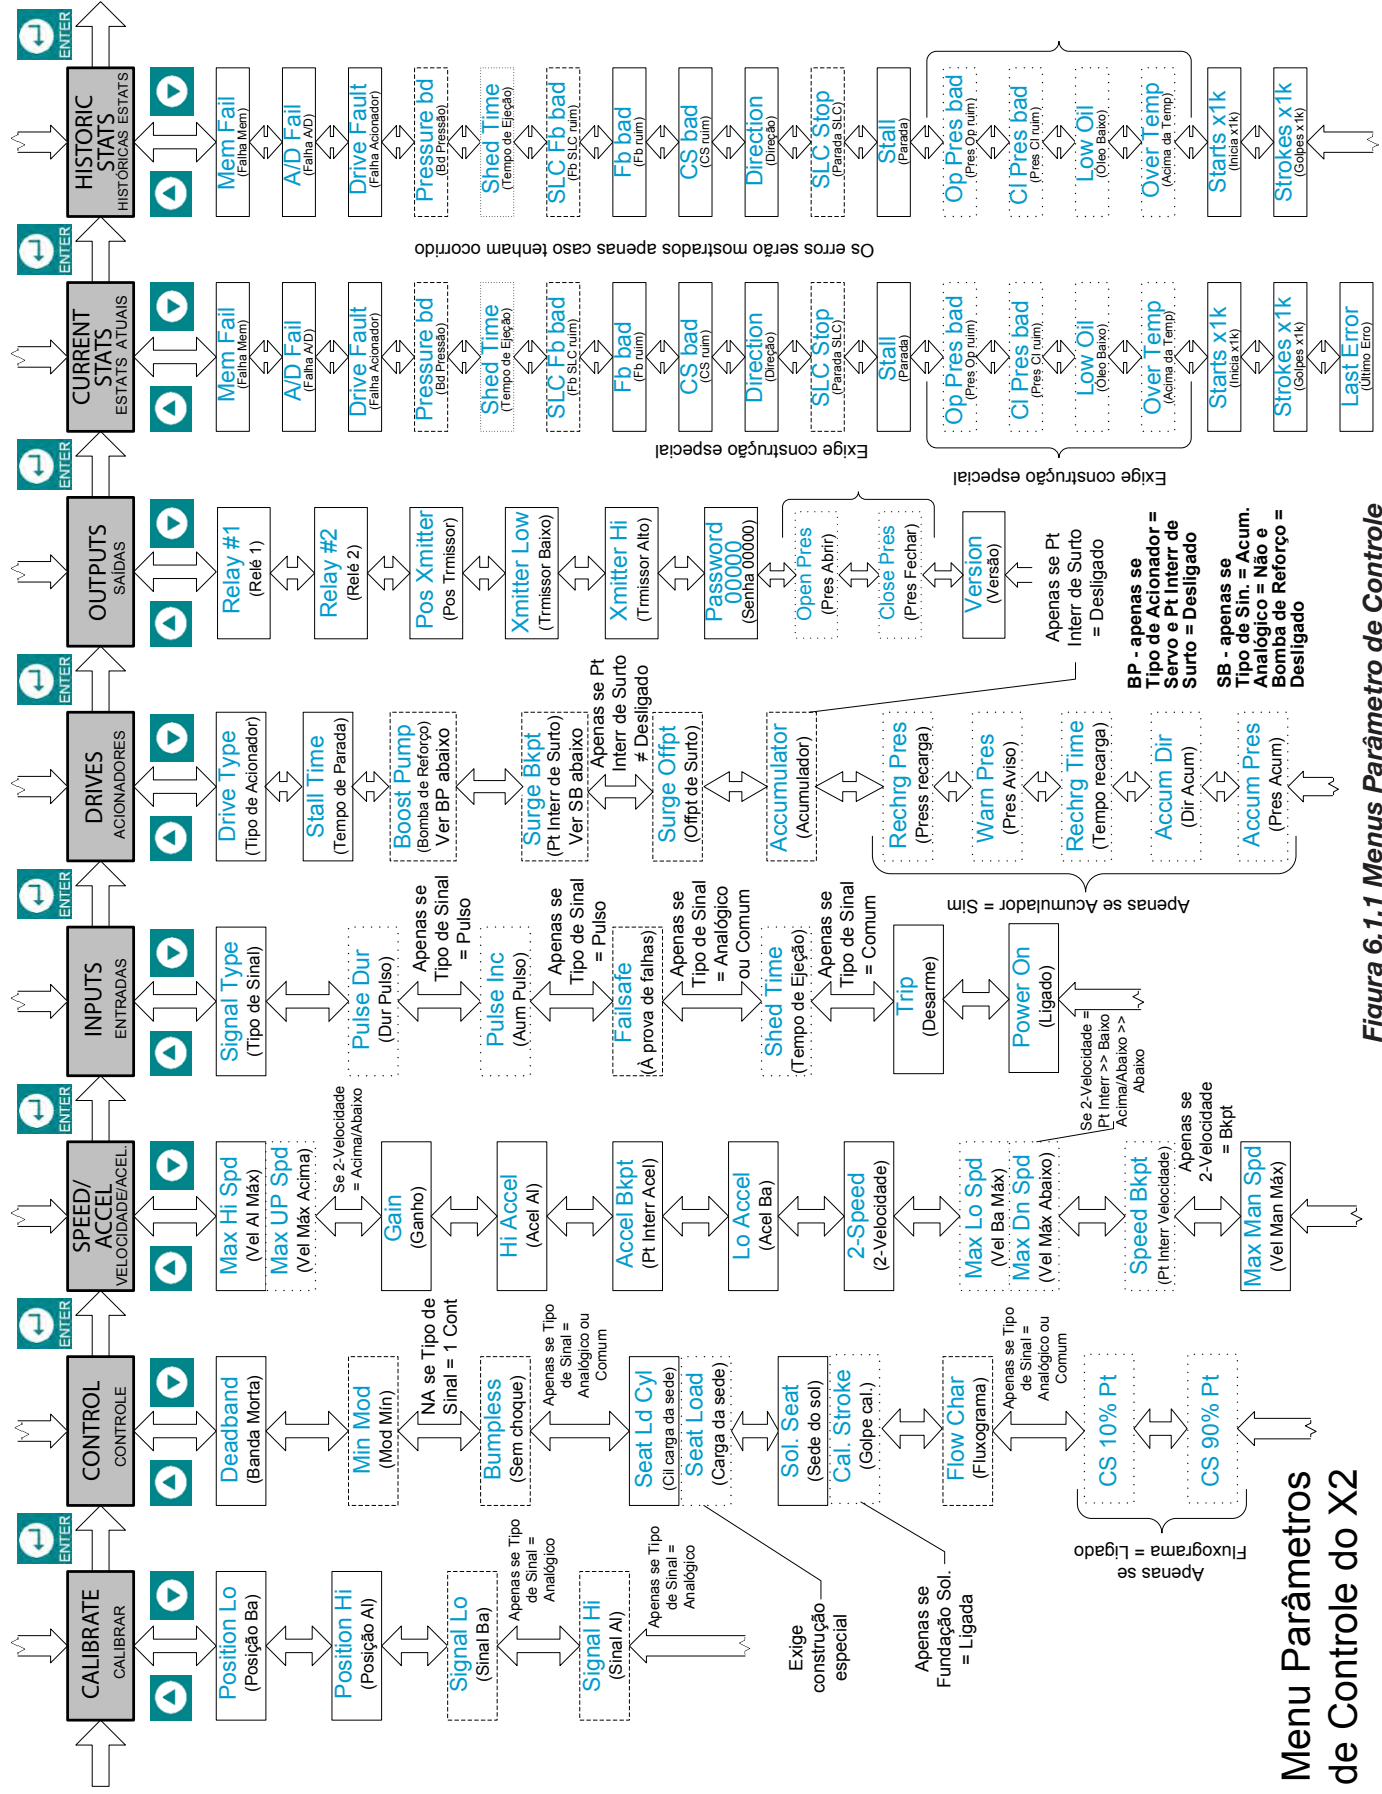 CALIBRATE
CALIBRAR
ENTER
Position Lo
(Posição Ba)
Position Hi
(Posição Al)
Signal Lo
(Sinal Ba)
Apenas se Tipo
de Sinal =
Analógico
Signal Hi
(Sinal Al)
Apenas se Tipo
de Sinal =
Analógico
CONTROL
CONTROLE
ENTER
Deadband
(Banda Morta)
Min Mod
(Mod Mín)
NA se Tipo de
Sinal = 1 Cont
Bumpless
(Sem choque)
Apenas se Tipo
de Sinal =
Analógico ou
Comum
Seat Ld Cyl
(Cil carga da sede)
Seat Load
(Carga da sede)
Exige
construção
especial
Sol. Seat
(Sede do sol)
Cal. Stroke
(Golpe cal.)
Apenas se
Fundação Sol.
= Ligada
Flow Char
(Fluxograma)
Apenas se Tipo
de Sinal =
Analógico ou
Comum
CS 10% Pt
CS 90% Pt
Apenas se
Fluxograma = Ligado
SPEED/
ACCEL
VELOCIDADE/ACEL.
ENTER
Max Hi Spd
(Vel Al Máx)
Max UP Spd
(Vel Máx Acima)
Se 2-Velocidade
= Acima/Abaixo
Gain
(Ganho)
Hi Accel
(Acel Al)
Accel Bkpt
(Pt Interr Acel)
Lo Accel
(Acel Ba)
2-Speed
(2-Velocidade)
Max Lo Spd
(Vel Ba Máx)
Max Dn Spd
(Vel Máx Abaixo)
Se 2-Velocidade =
Pt Interr >> Baixo
Acima/Abaixo >>
Abaixo
Speed Bkpt
(Pt Interr Velocidade)
Apenas se
2-Velocidade
= Bkpt
Max Man Spd
(Vel Man Máx)
INPUTS
ENTRADAS
ENTER
Signal Type
(Tipo de Sinal)
Pulse Dur
(Dur Pulso)
Apenas se
Tipo de Sinal
= Pulso
Pulse Inc
(Aum Pulso)
Apenas se
Tipo de Sinal
= Pulso
Failsafe
(À prova de falhas)
Apenas se
Tipo de Sinal
= Analógico
ou Comum
Shed Time
(Tempo de Ejeção)
Apenas se
Tipo de Sinal
= Comum
Trip
(Desarme)
Power On
(Ligado)
DRIVES
ACIONADORES
ENTER
Drive Type
(Tipo de Acionador)
Stall Time
(Tempo de Parada)
Boost Pump
(Bomba de Reforço)
Ver BP abaixo
Surge Bkpt
(Pt Interr de Surto)
Ver SB abaixo
Apenas se Pt
Interr de Surto
≠ Desligado
Surge Offpt
(Offpt de Surto)
Accumulator
(Acumulador)
Apenas se Pt
Interr de Surto
= Desligado
Rechrg Pres
(Press recarga)
Warn Pres
(Pres Aviso)
Rechrg Time
(Tempo recarga)
Accum Dir
(Dir Acum)
Accum Pres
(Pres Acum)
Apenas se Acumulador = Sim
BP - apenas se
Tipo de Acionador =
Servo e Pt Interr de
Surto = Desligado
SB - apenas se
Tipo de Sin. = Acum.
Analógico = Não e
Bomba de Reforço =
Desligado
OUTPUTS
SAÍDAS
ENTER
Relay #1
(Relé 1)
Relay #2
(Relé 2)
Pos Xmitter
(Pos Trmissor)
Xmitter Low
(Trmissor Baixo)
Xmitter Hi
(Trmissor Alto)
Password
00000
(Senha 00000)
Open Pres
(Pres Abrir)
Close Pres
(Pres Fechar)
Exige construção especial
Version
(Versão)
CURRENT
STATS
ESTATS ATUAIS
ENTER
Mem Fail
(Falha Mem)
A/D Fail
(Falha A/D)
Drive Fault
(Falha Acionador)
Pressure bd
(Bd Pressão)
Shed Time
(Tempo de Ejeção)
SLC Fb bad
(Fb SLC ruim)
Fb bad
(Fb ruim)
CS bad
(CS ruim)
Direction
(Direção)
SLC Stop
(Parada SLC)
Stall
(Parada)
Op Pres bad
(Pres Op ruim)
Cl Pres bad
(Pres Cl ruim)
Low Oil
(Óleo Baixo)
Over Temp
(Acima da Temp)
Exige construção especial
Starts x1k
(Inicia x1k)
Strokes x1k
(Golpes x1k)
Last Error
(Último Erro)
Os erros serão mostrados apenas caso tenham ocorrido
HISTORIC
STATS
HISTÓRICAS ESTATS
ENTER
Mem Fail
(Falha Mem)
A/D Fail
(Falha A/D)
Drive Fault
(Falha Acionador)
Pressure bd
(Bd Pressão)
Shed Time
(Tempo de Ejeção)
SLC Fb bad
(Fb SLC ruim)
Fb bad
(Fb ruim)
CS bad
(CS ruim)
Direction
(Direção)
SLC Stop
(Parada SLC)
Stall
(Parada)
Op Pres bad
(Pres Op ruim)
Cl Pres bad
(Pres Cl ruim)
Low Oil
(Óleo Baixo)
Over Temp
(Acima da Temp)
Starts x1k
(Inicia x1k)
Strokes x1k
(Golpes x1k)
Menu Parâmetros
de Controle do X2
Figura 6.1.1 Menus Parâmetro de Controle